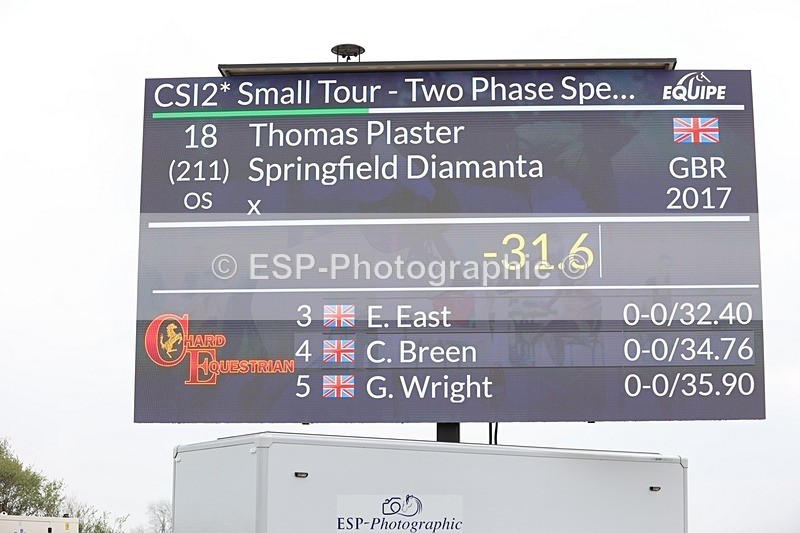 CSI2* Small Tour - Two Phase Spe...
EQUIPE
18 Thomas Plaster
(211) Springfield Diamanta GBR
OS x 2017
-31.6
© ESP-Photographic ©
3 E. East 0-0/32.40
4 C. Breen 0-0/34.76
5 G. Wright 0-0/35.90
CHARD
EQUESTRIAN
ESP-Photographic